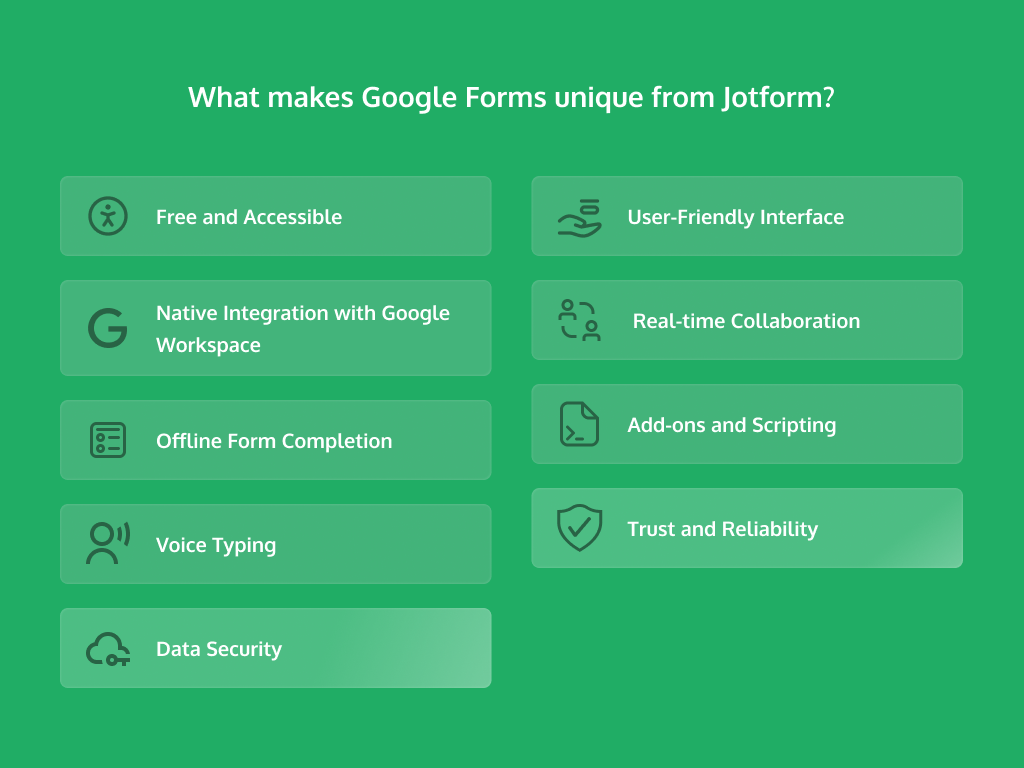 What makes Google Forms unique from Jotform?
Free and Accessible
Native Integration with Google
Workspace
Offline Form Completion
Voice Typing
Data Security
User-Friendly Interface
Real-time Collaboration
Add-ons and Scripting
Trust and Reliability